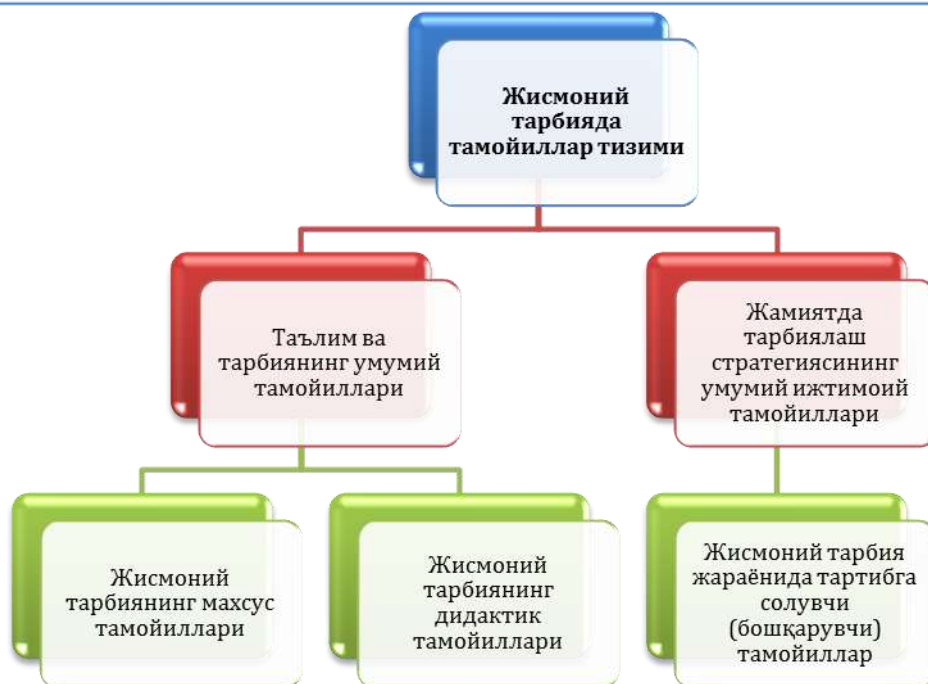 Жисмоний
тарбияда
тамойиллар тизими
Таълим ва
тарбиянинг умумий
тамойиллари
Жамиятда
тарбиялаш
стратегиясининг
умумий ижтимоий
тамойиллари
Жисмоний
тарбиянинг махсус
тамойиллари
Жисмоний
тарбиянинг
дидактик
тамойиллари
Жисмоний тарбия
жараёнида тартибга
солувчи
(бошқарувчи)
тамойиллар